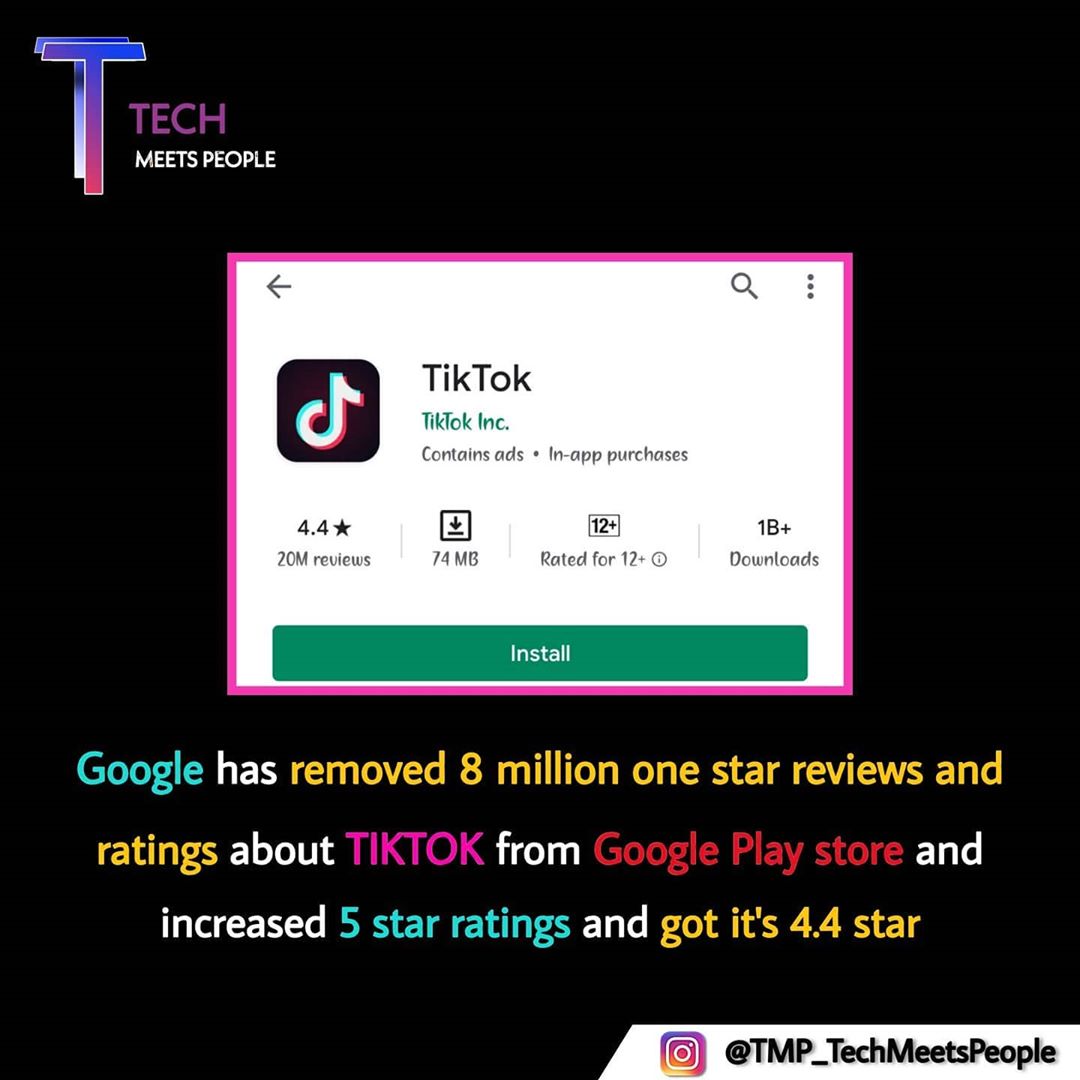 TECH
MEETS PEOPLE
TikTok
TikTok Inc.
Contains ads • In-app purchases
4.4★
20M reviews
74 MB
12+
Rated for 12+
1B+
Downloads
Install
Google has removed 8 million one star reviews and
ratings about TIKTOK from Google Play store and
increased 5 star ratings and got it's 4.4 star
@TMP_TechMeetsPeople